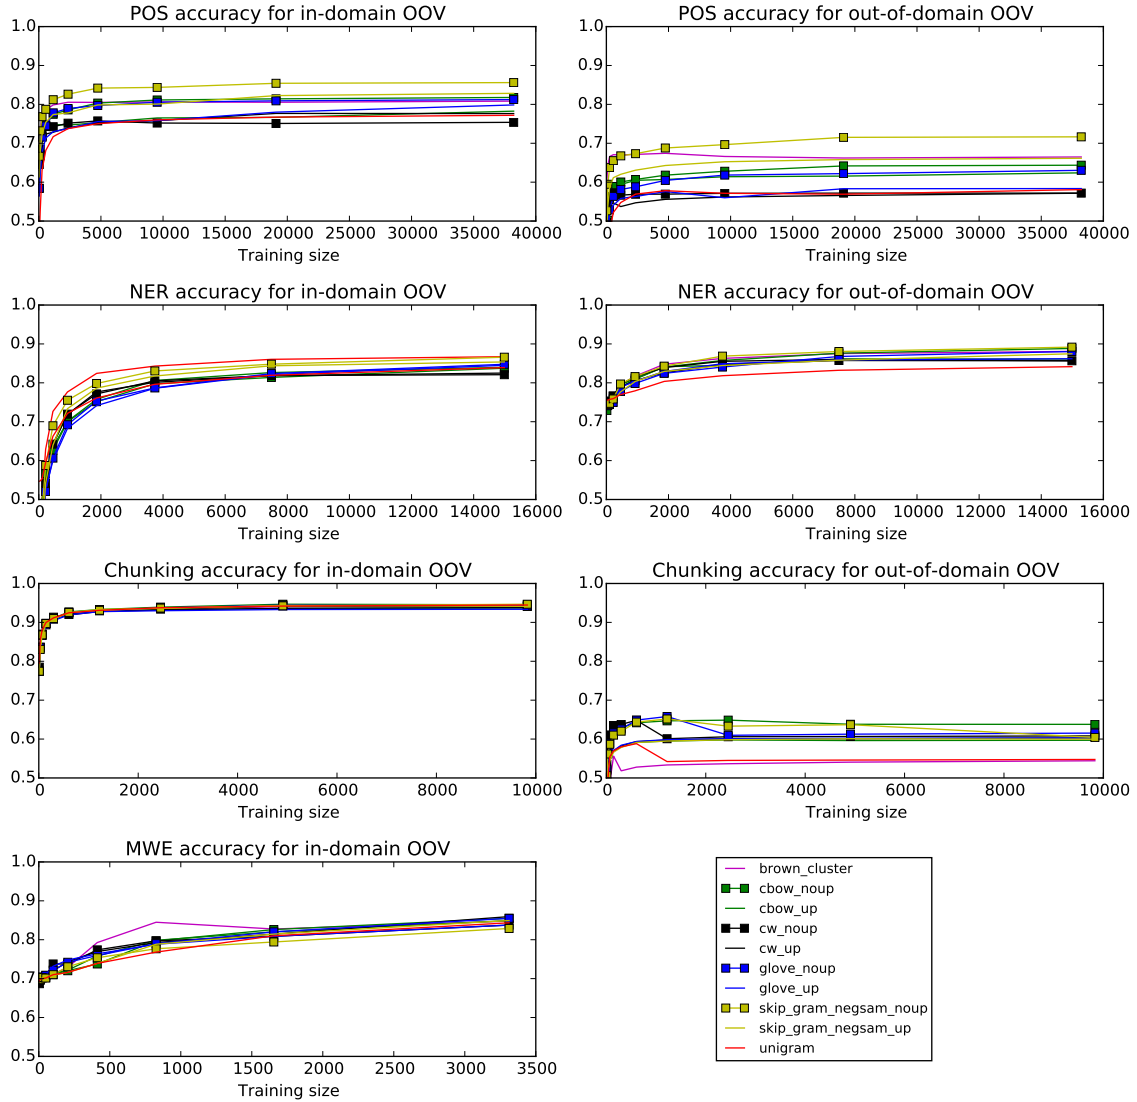 POS accuracy for in-domain OOV
1.0
0.9
0.8
0.7
0.6
0.5
0 5000 10000 15000 20000 25000 30000 35000 40000
Training size
POS accuracy for out-of-domain OOV
1.0
0.9
0.8
0.7
0.6
0.5
0 5000 10000 15000 20000 25000 30000 35000 40000
Training size
NER accuracy for in-domain OOV
1.0
0.9
0.8
0.7
0.6
0.5
0 2000 4000 6000 8000 10000 12000 14000 16000
Training size
NER accuracy for out-of-domain OOV
1.0
0.9
0.8
0.7
0.6
0.5
0 2000 4000 6000 8000 10000 12000 14000 16000
Training size
Chunking accuracy for in-domain OOV
1.0
0.9
0.8
0.7
0.6
0.5
0 2000 4000 6000 8000 10000
Training size
Chunking accuracy for out-of-domain OOV
1.0
0.9
0.8
0.7
0.6
0.5
0 2000 4000 6000 8000 10000
Training size
MWE accuracy for in-domain OOV
1.0
0.9
0.8
0.7
0.6
0.5
0 500 1000 1500 2000 2500 3000 3500
Training size
brown_cluster
cbow_noup
cbow_up
cw_noup
cw_up
glove_noup
glove_up
skip_gram_negsam_noup
skip_gram_negsam_up
unigram